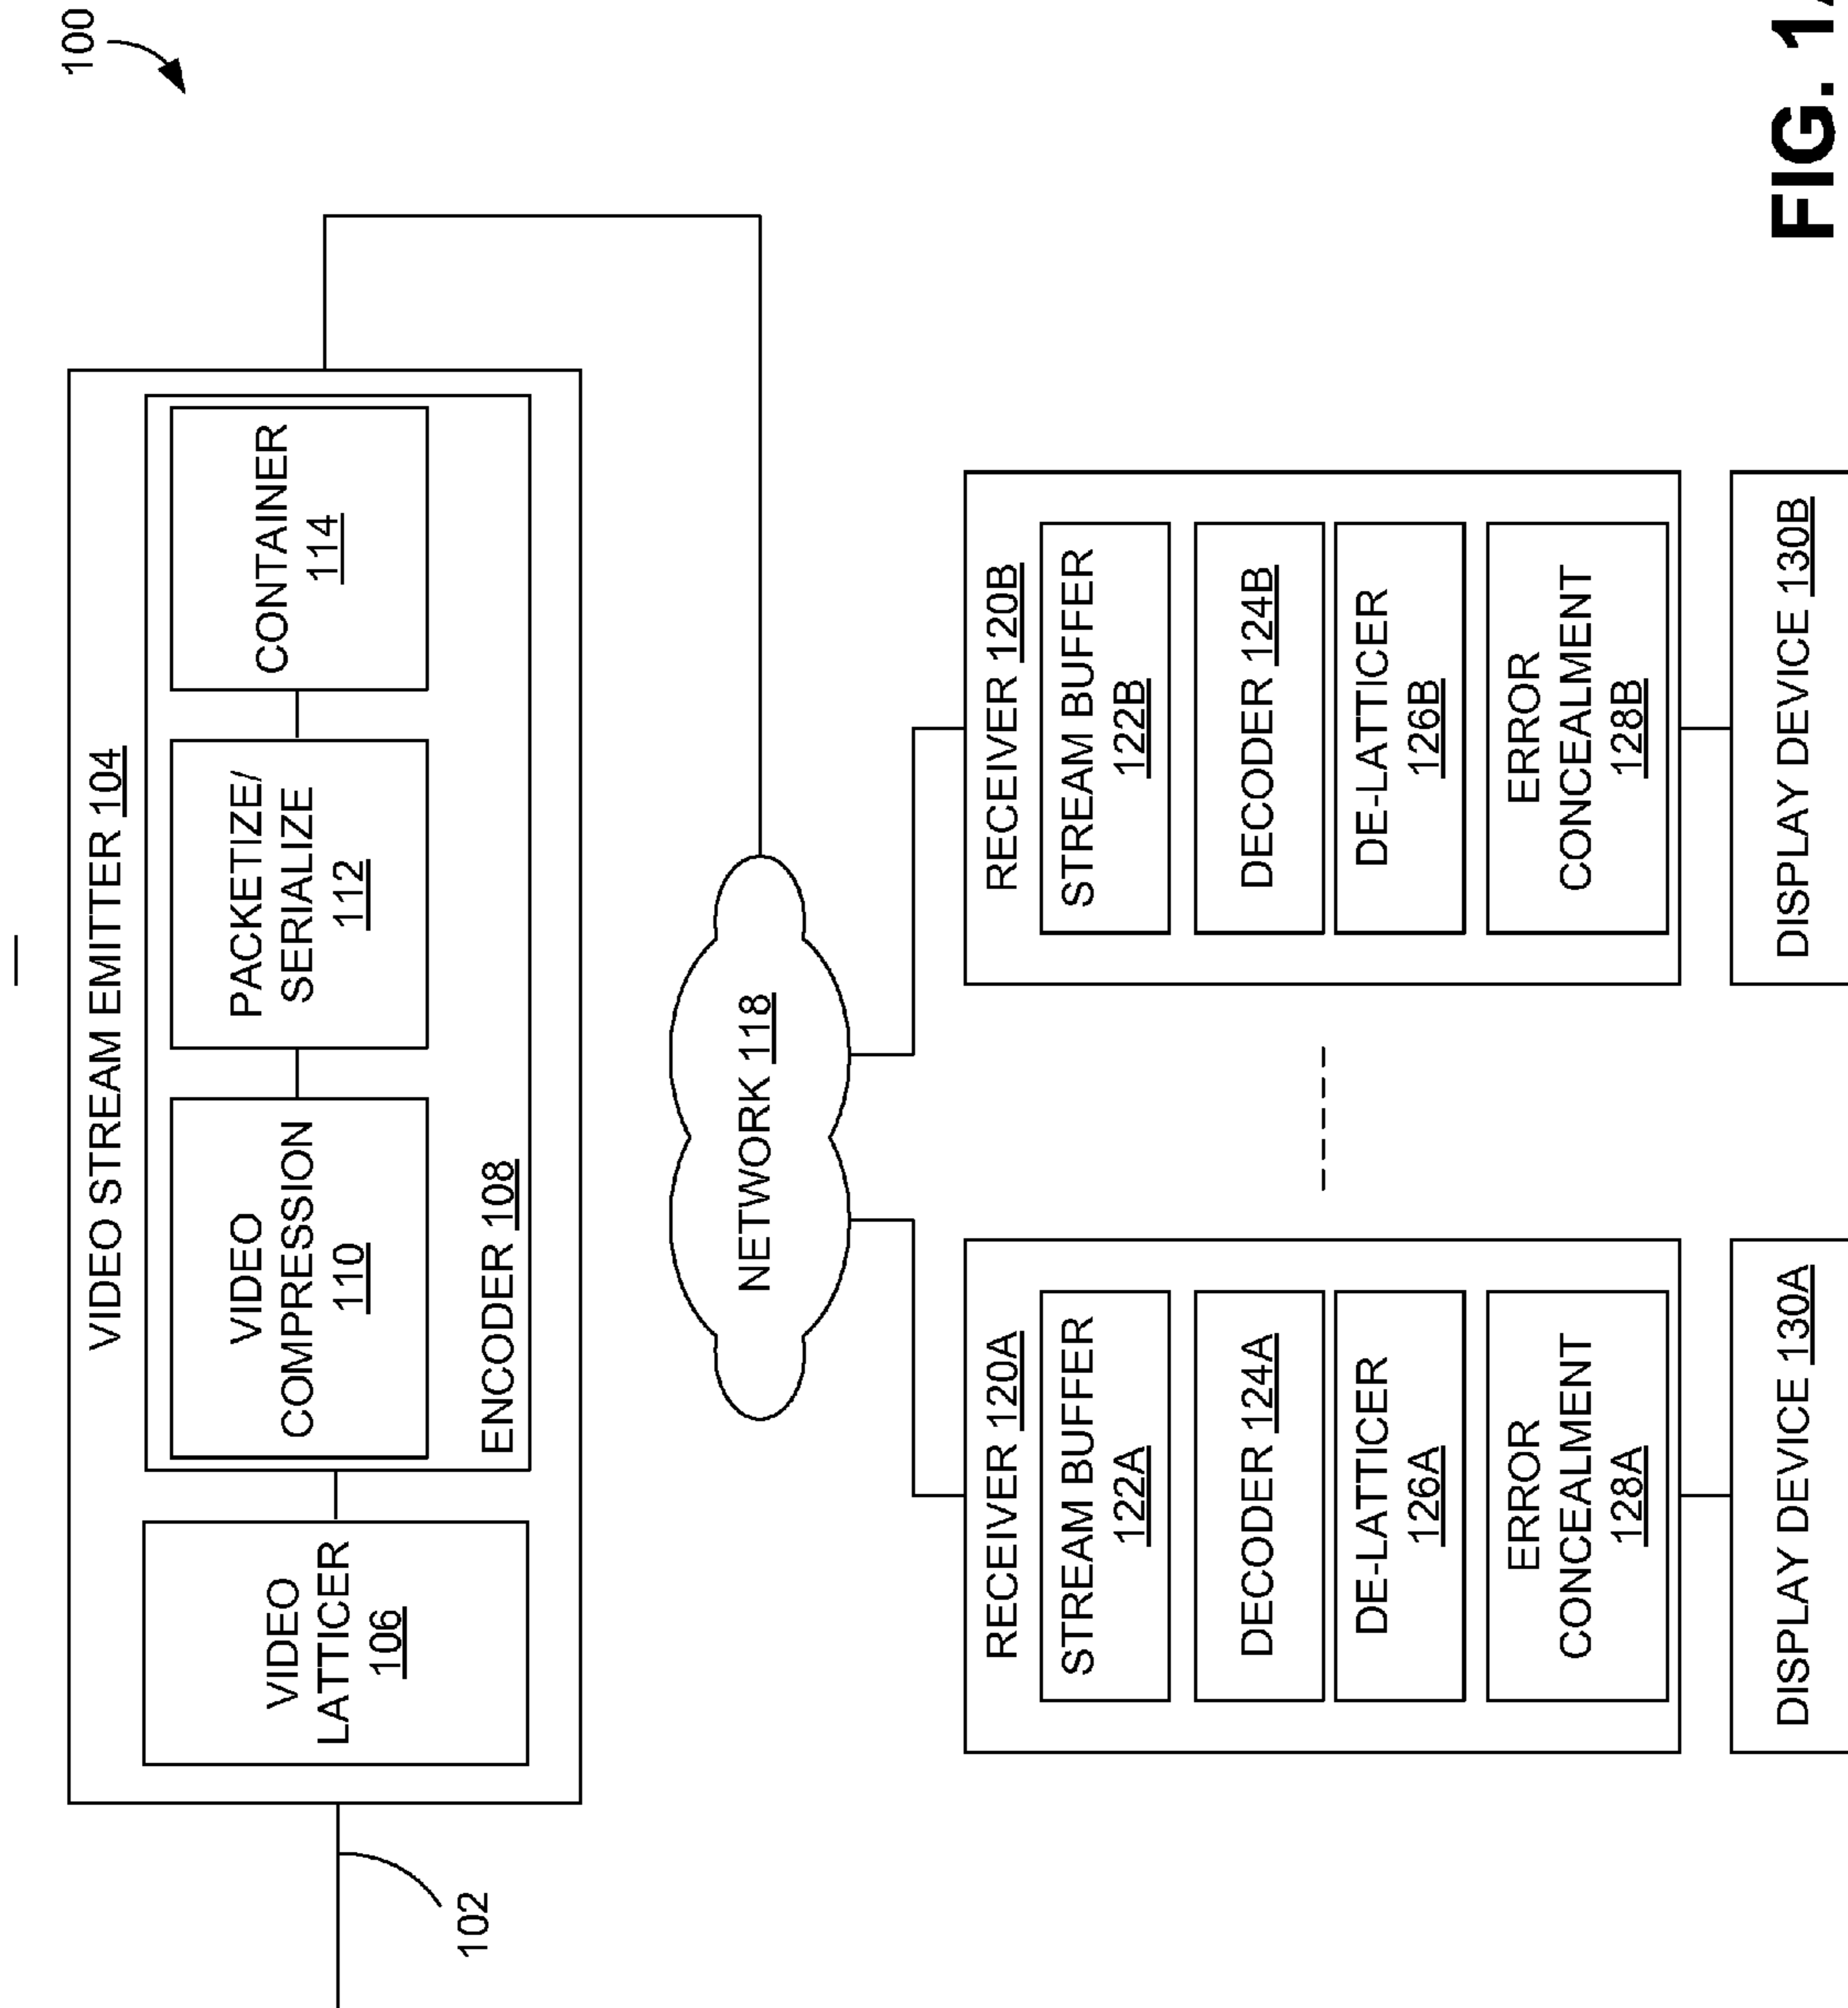 100
VIDEO STREAM EMITTER 104
VIDEO
LATTICER
106
VIDEO
COMPRESSION
110
PACKETIZE/
SERIALIZE
112
CONTAINER
114
ENCODER 108
102
NETWORK 118
RECEIVER 120A
STREAM BUFFER
122A
DECODER 124A
DE-LATTICER
126A
ERROR
CONCEALMENT
128A
DISPLAY DEVICE 130A
RECEIVER 120B
STREAM BUFFER
122B
DECODER 124B
DE-LATTICER
126B
ERROR
CONCEALMENT
128B
DISPLAY DEVICE 130B
FIG.